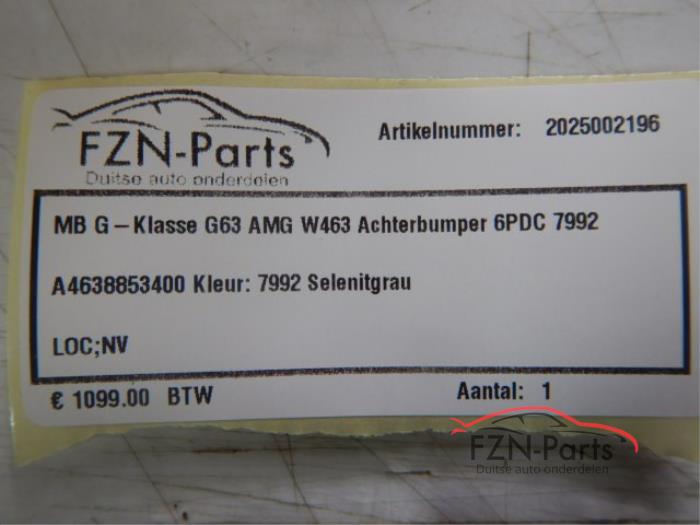 FZN-Parts
Duitse auto onderdelen
Artikelnummer: 2025002196
MB G-Klasse G63 AMG W463 Achterbumper 6PDC 7992
A4638853400 Kleur: 7992 Selenitgrau
LOC;NV
€ 1099.00 BTW
Aantal: 1
FZN-Parts
Duitse auto onderdelen